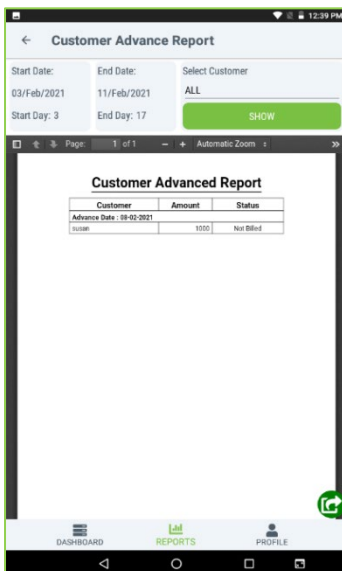 12:39 PM
Customer Advance Report
Start Date: End Date: Select Customer
03/Feb/2021 11/Feb/2021 ALL
Start Day: 3 End Day: 17 SHOW
Page: 1 of 1 Automatic Zoom
Customer Advanced Report
Customer Amount Status
Advance Date : 08-02-2021
susan 1000 Not Billed
DASHBOARD REPORTS PROFILE